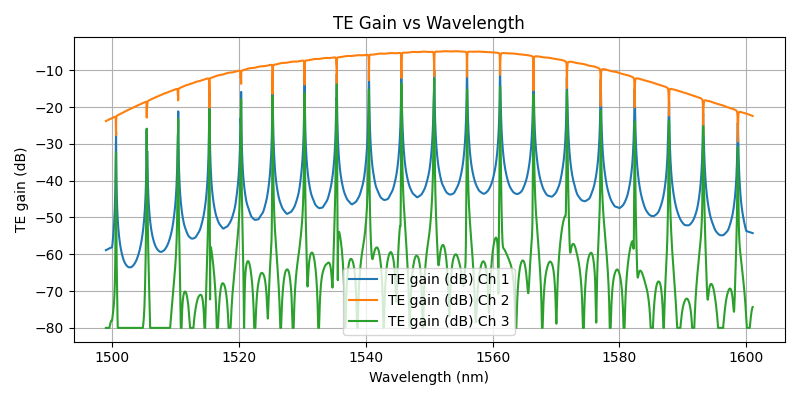 TE Gain vs Wavelength
TE gain (dB)
−10
−20
−30
−40
−50
−60
−70
−80
TE gain (dB) Ch 1
TE gain (dB) Ch 2
TE gain (dB) Ch 3
1500
1520
1540
1560
1580
1600
Wavelength (nm)